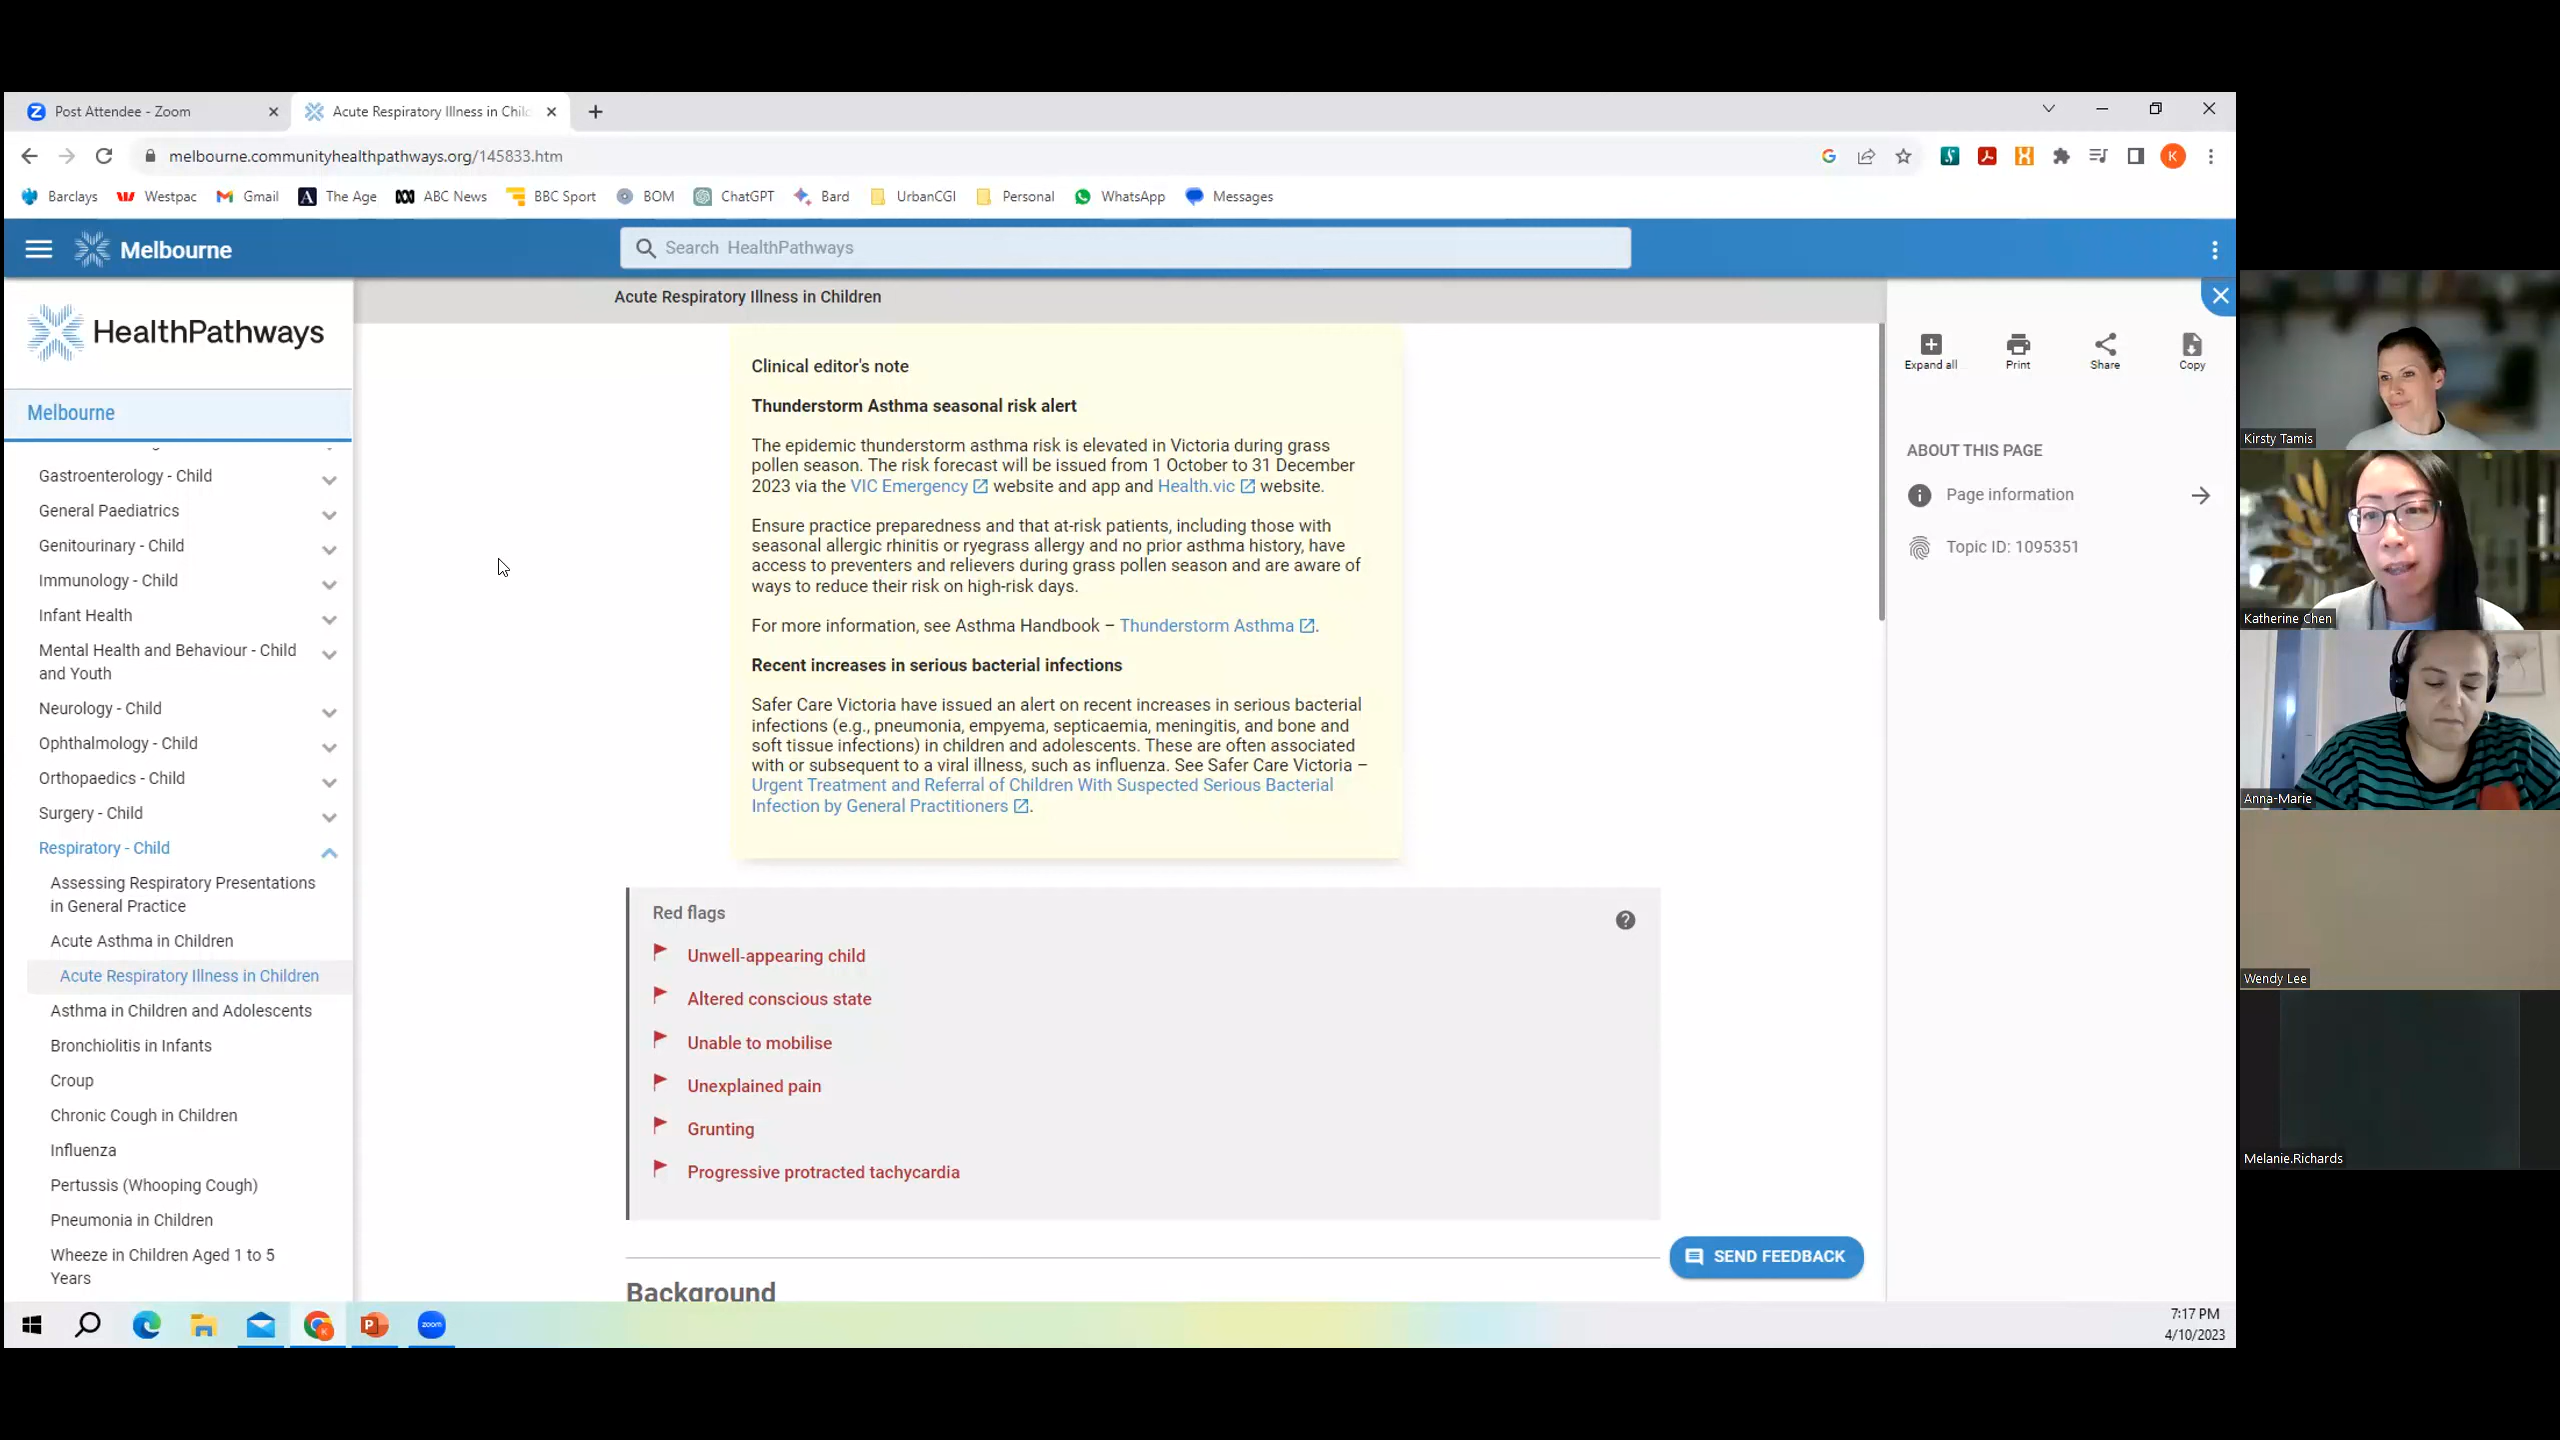 Post Attendee - Zoom
Acute Respiratory Illness in Chil
melbourne.communityhealthpathways.org/145833.htm
K
Barclays
Westpac
Gmail
The Age
ABC News
BBC Sport
BOM
ChatGPT
Bard
UrbanCGI
Personal
WhatsApp
Messages
Melbourne
Search HealthPathways
HealthPathways
Melbourne
Gastroenterology - Child
General Paediatrics
Genitourinary - Child
Immunology - Child
Infant Health
Mental Health and Behaviour - Child
and Youth
Neurology - Child
Ophthalmology - Child
Orthopaedics - Child
Surgery - Child
Respiratory - Child
Assessing Respiratory Presentations
in General Practice
Acute Asthma in Children
Acute Respiratory Illness in Children
Asthma in Children and Adolescents
Bronchiolitis in Infants
Croup
Chronic Cough in Children
Influenza
Pertussis (Whooping Cough)
Pneumonia in Children
Wheeze in Children Aged 1 to 5
Years
Acute Respiratory Illness in Children
Clinical editor's note
Thunderstorm Asthma seasonal risk alert
The epidemic thunderstorm asthma risk is elevated in Victoria during grass
pollen season. The risk forecast will be issued from 1 October to 31 December
2023 via the VIC Emergency website and app and Health.vic website.
Ensure practice preparedness and that at-risk patients, including those with
seasonal allergic rhinitis or ryegrass allergy and no prior asthma history, have
access to preventers and relievers during grass pollen season and are aware of
ways to reduce their risk on high-risk days.
For more information, see Asthma Handbook – Thunderstorm Asthma.
Recent increases in serious bacterial infections
Safer Care Victoria have issued an alert on recent increases in serious bacterial
infections (e.g., pneumonia, empyema, septicaemia, meningitis, and bone and
soft tissue infections) in children and adolescents. These are often associated
with or subsequent to a viral illness, such as influenza. See Safer Care Victoria –
Urgent Treatment and Referral of Children With Suspected Serious Bacterial
Infection by General Practitioners.
Red flags
Unwell-appearing child
Altered conscious state
Unable to mobilise
Unexplained pain
Grunting
Progressive protracted tachycardia
SEND FEEDBACK
Background
Expand all
Print
Share
Copy
ABOUT THIS PAGE
Page information
Topic ID: 1095351
zoom
7:17 PM
4/10/2023
Kirsty Tamis
Katherine Chen
Anna-Marie
Wendy Lee
Melanie.Richards